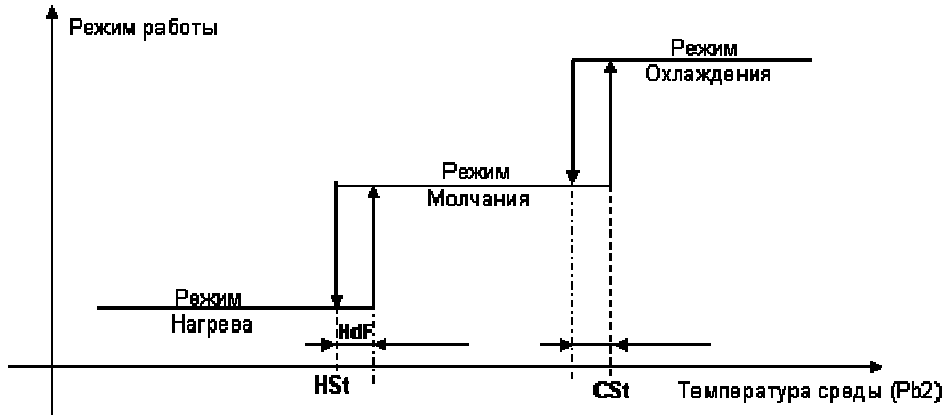 Режим работы
Режим
Охлаждения
Режим
Молчания
Режим
Нагрева
HdF
HSt
CSt
Температура среды (Pb2)